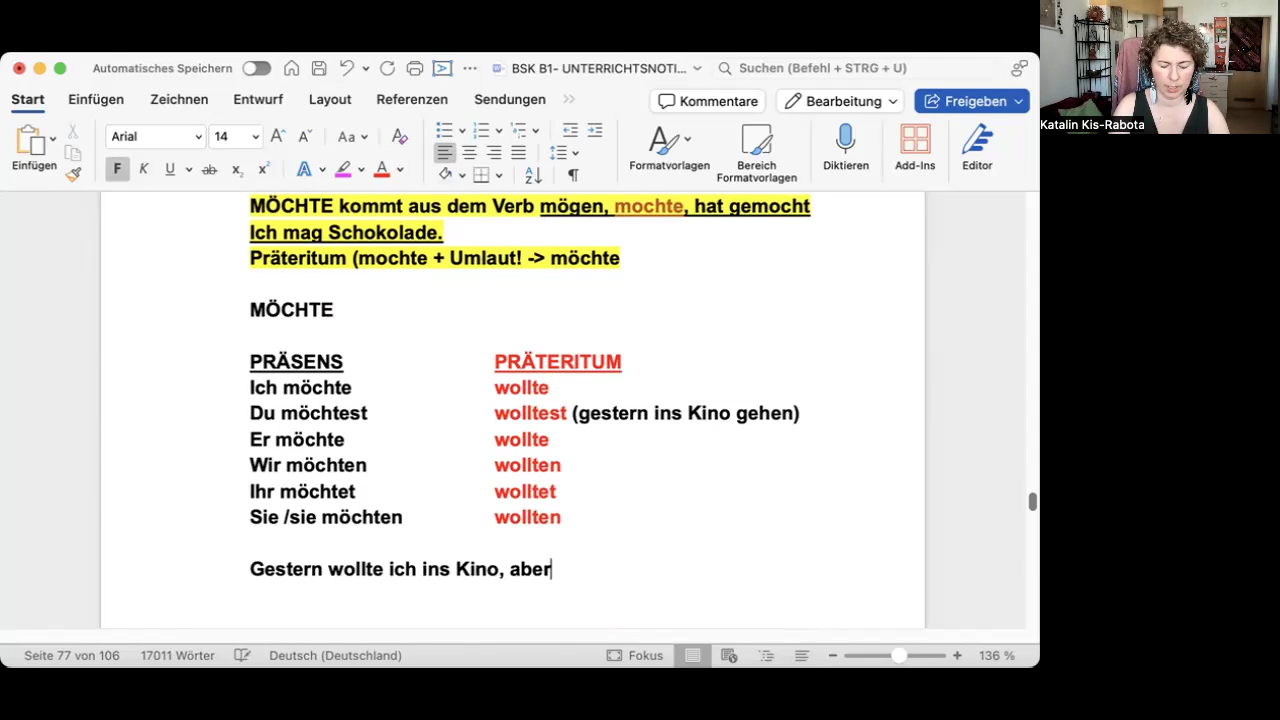 Automatisches Speichern
BSK B1- UNTERRICHTSNOTI...
Suchen (Befehl + STRG + U)
Start Einfügen Zeichnen Entwurf Layout Referenzen Sendungen
Kommentare Bearbeitung Freigeben
Arial 14
Einfügen
Formatvorlagen
Bereich
Formatvorlagen
Diktieren
Add-Ins
Editor
MÖCHTE kommt aus dem Verb mögen, mochte, hat gemocht
Ich mag Schokolade.
Präteritum (mochte + Umlaut! -> möchte
MÖCHTE
PRÄSENS PRÄTERITUM
Ich möchte wollte
Du möchtest wolltest (gestern ins Kino gehen)
Er möchte wollte
Wir möchten wollten
Ihr möchtet wolltet
Sie /sie möchten wollten
Gestern wollte ich ins Kino, aber
Seite 77 von 106 17011 Wörter Deutsch (Deutschland) Fokus 136 %
Katalin Kis-Rabota